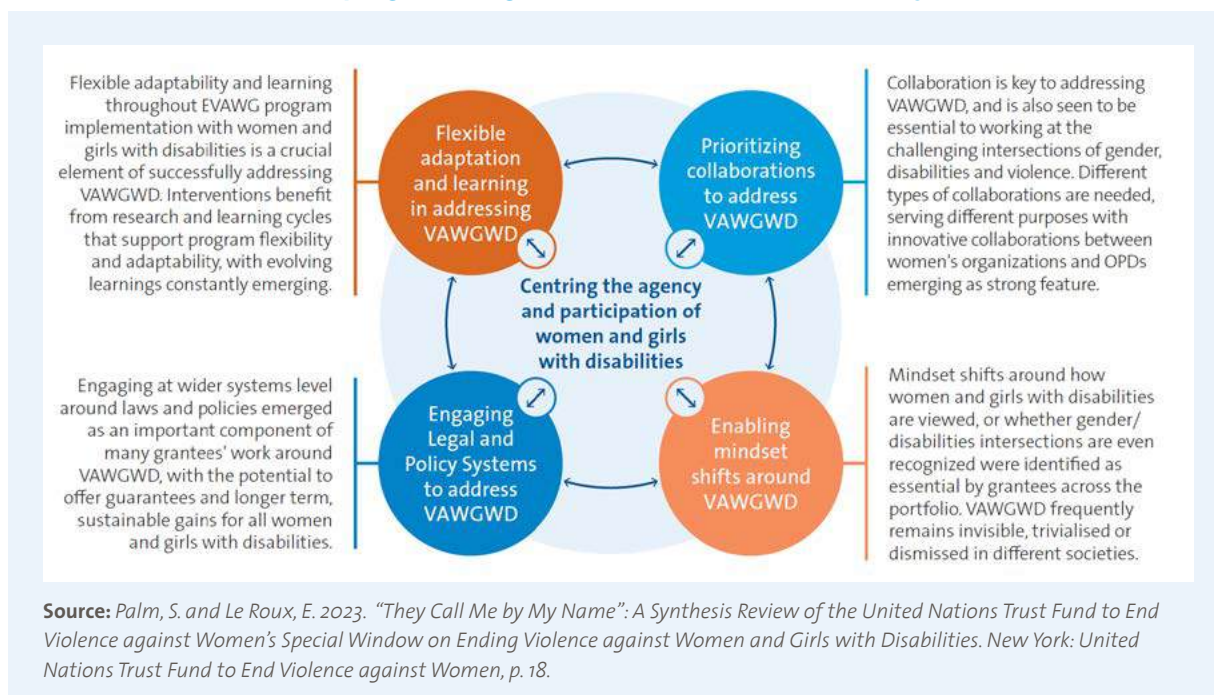 Flexible adaptability and learning
throughout EVAWG program
implementation with women and
girls with disabilities is a crucial
element of successfully addressing
VAWGWD. Interventions benefit
from research and learning cycles
that support program flexibility
and adaptability, with evolving
learnings constantly emerging.
Flexible
adaptation
and learning
in addressing
VAWGWD
Prioritizing
collaborations
to address
VAWGWD
Collaboration is key to addressing
VAWGWD, and is also seen to be
essential to working at the
challenging intersections of gender,
disabilities and violence. Different
types of collaborations are needed,
serving different purposes with
innovative collaborations between
women's organizations and OPDs
emerging as strong feature.
Centring the agency
and participation of
women and girls
with disabilities
Engaging at wider systems level
around laws and policies emerged
as an important component of
many grantees' work around
VAWGWD, with the potential to
offer guarantees and longer term,
sustainable gains for all women
and girls with disabilities.
Engaging
Legal and
Policy Systems
to address
VAWGWD
Enabling
mindset
shifts around
VAWGWD
Mindset shifts around how
women and girls with disabilities
are viewed, or whether gender/
disabilities intersections are even
recognized were identified as
essential by grantees across the
portfolio. VAWGWD frequently
remains invisible, trivialised or
dismissed in different societies.
Source: Palm, S. and Le Roux, E. 2023. “They Call Me by My Name”: A Synthesis Review of the United Nations Trust Fund to End
Violence against Women’s Special Window on Ending Violence against Women and Girls with Disabilities. New York: United
Nations Trust Fund to End Violence against Women, p. 18.